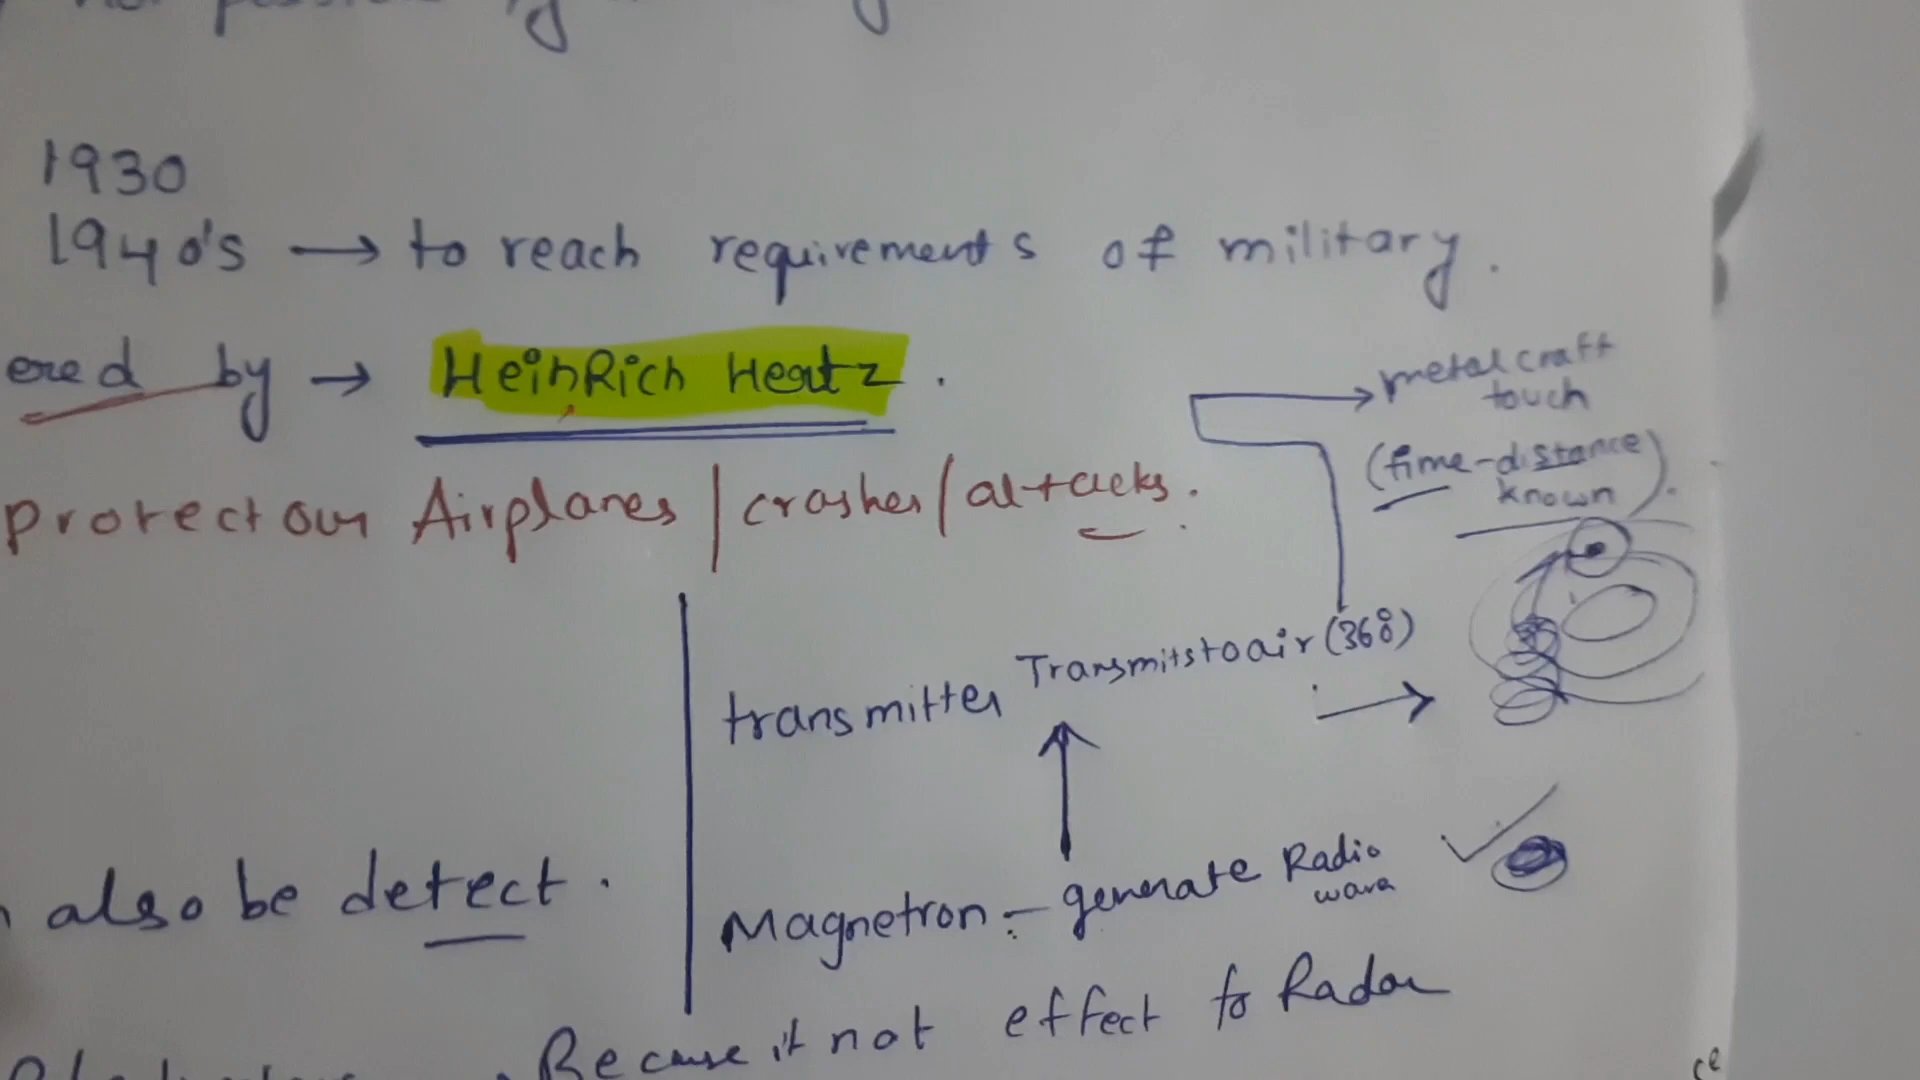 1930
1940's → to reach requirements of military.
ered by → HeinRich Heatz.
metal craft
touch
(time-distance
known).
protect our Airplanes / crashes / attacks.
Transmits to air (360)
transmitter
also be detect.
Magnetron - generate Radio
wave
Because it not effect to Radar